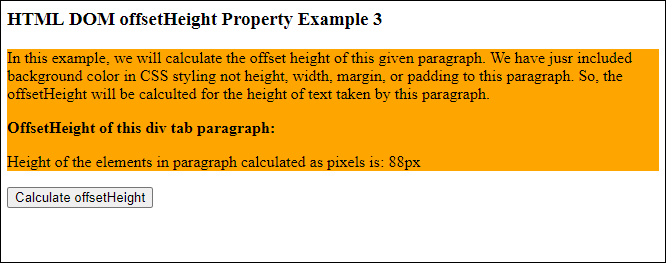 HTML DOM offsetHeight Property Example 3
In this example, we will calculate the offset height of this given paragraph. We have jusr included
background color in CSS styling not height, width, margin, or padding to this paragraph. So, the
offsetHeight will be calculted for the height of text taken by this paragraph.
OffsetHeight of this div tab paragraph:
Height of the elements in paragraph calculated as pixels is: 88px
Calculate offsetHeight